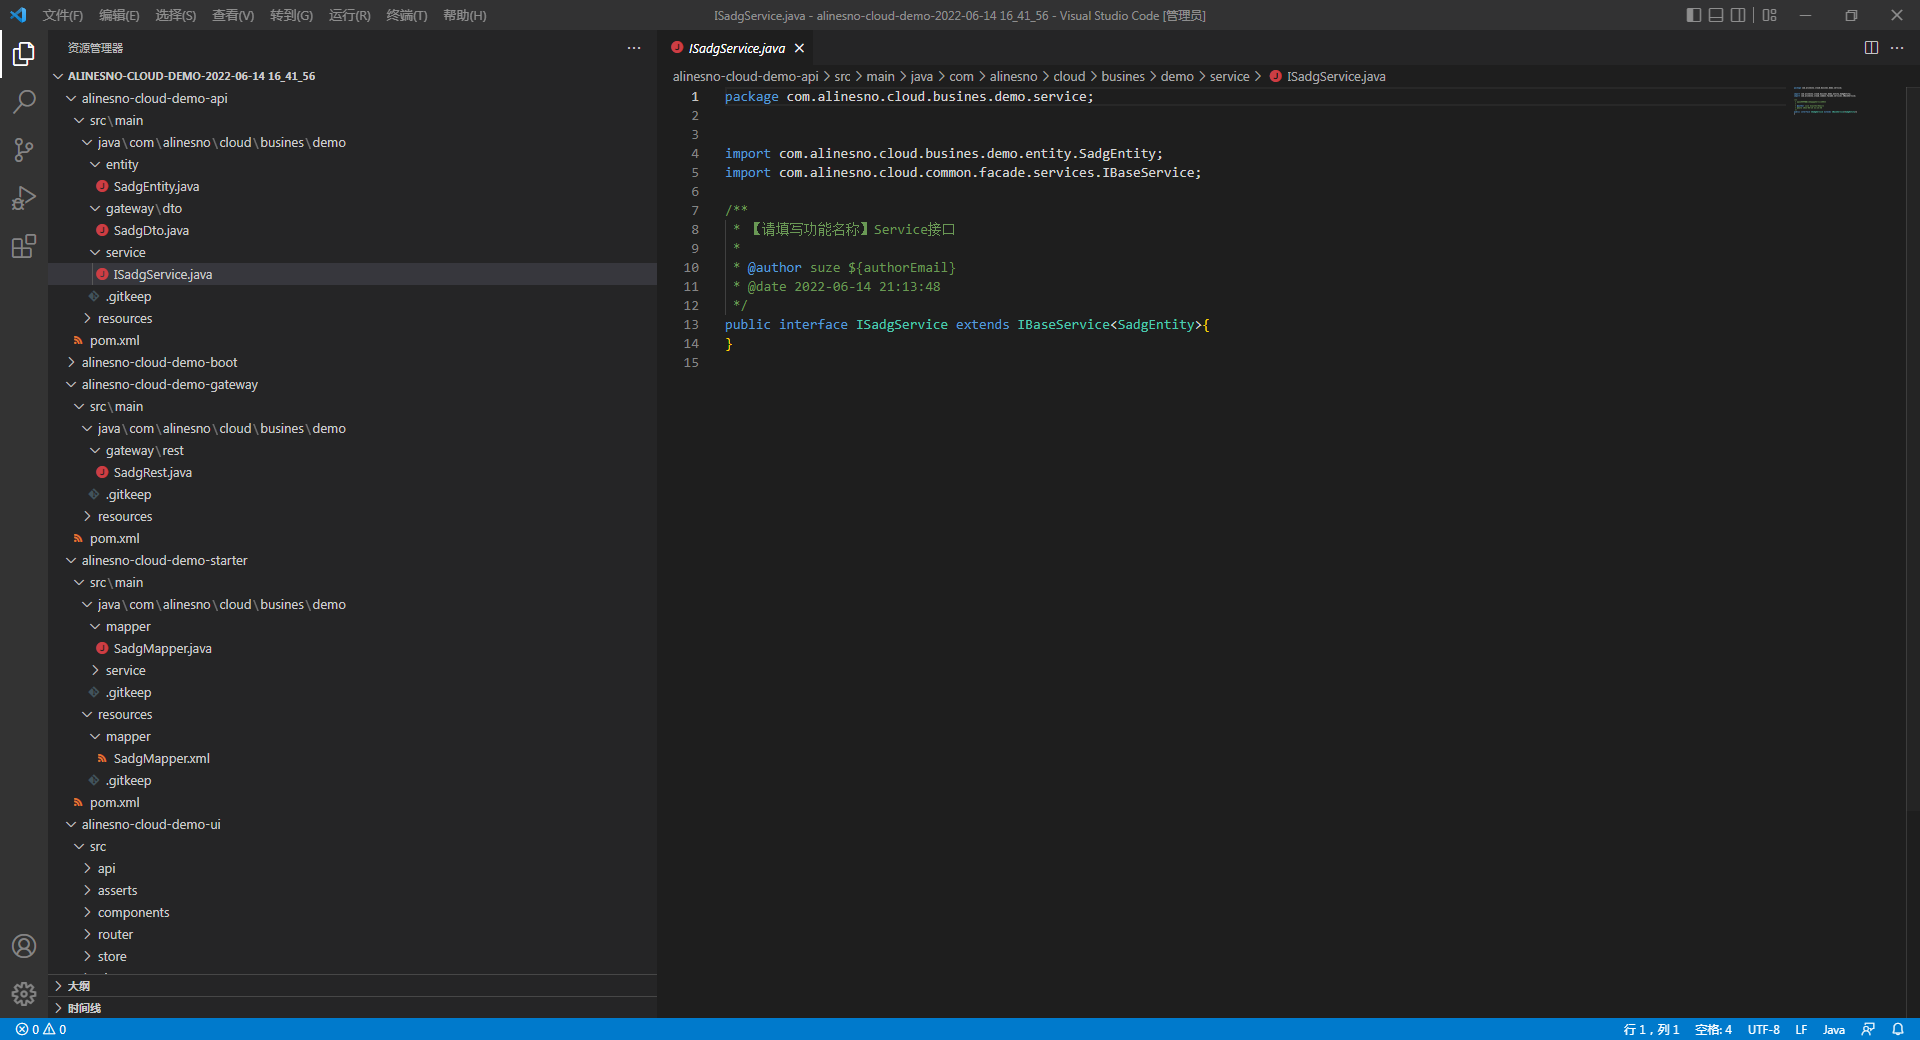 文件(F) 编辑(E) 选择(S) 查看(V) 转到(G) 运行(R) 终端(T) 帮助(H)
ISadgService.java - alinesno-cloud-demo-2022-06-14 16_41_56 - Visual Studio Code [管理员]
资源管理器
ALINESNO-CLOUD-DEMO-2022-06-14 16_41_56
alinesno-cloud-demo-api
src\main
java\com\alinesno\cloud\busines\demo
entity
SadgEntity.java
gateway\dto
SadgDto.java
service
ISadgService.java
.gitkeep
resources
pom.xml
alinesno-cloud-demo-boot
alinesno-cloud-demo-gateway
src\main
java\com\alinesno\cloud\busines\demo
gateway\rest
SadgRest.java
.gitkeep
resources
pom.xml
alinesno-cloud-demo-starter
src\main
java\com\alinesno\cloud\busines\demo
mapper
SadgMapper.java
service
.gitkeep
resources
mapper
SadgMapper.xml
.gitkeep
pom.xml
alinesno-cloud-demo-ui
src
api
asserts
components
router
store
大纲
时间线
ISadgService.java
alinesno-cloud-demo-api > src > main > java > com > alinesno > cloud > busines > demo > service > ISadgService.java
1 package com.alinesno.cloud.busines.demo.service;
2
3
4 import com.alinesno.cloud.busines.demo.entity.SadgEntity;
5 import com.alinesno.cloud.common.facade.services.IBaseService;
6
7 /**
8 * 【请填写功能名称】Service接口
9 *
10 * @author suze ${authorEmail}
11 * @date 2022-06-14 21:13:48
12 */
13 public interface ISadgService extends IBaseService<SadgEntity>{
14 }
15
0 0
行 1，列 1 空格: 4 UTF-8 LF Java